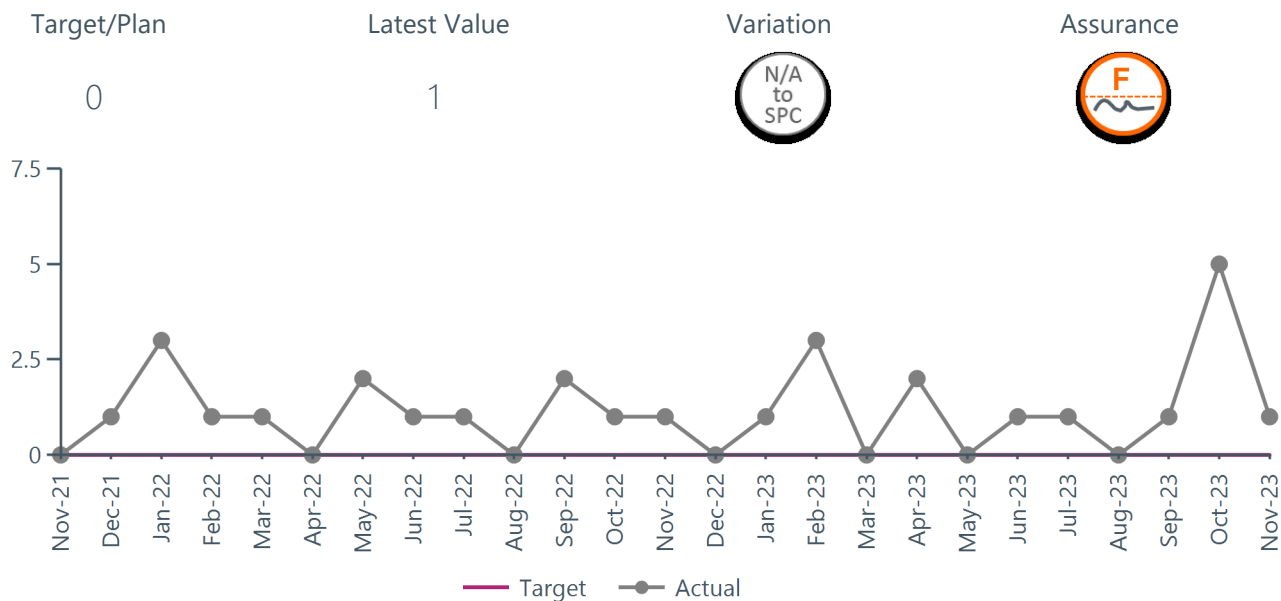 Target/Plan
Latest Value
Variation
Assurance
0
1
N/A
to
SPC
F
7.5
5
2.5
0
Nov-21
Dec-21
Jan-22
Feb-22
Mar-22
Apr-22
May-22
Jun-22
Jul-22
Aug-22
Sep-22
Oct-22
Nov-22
Dec-22
Jan-23
Feb-23
Mar-23
Apr-23
May-23
Jun-23
Jul-23
Aug-23
Sep-23
Oct-23
Nov-23
Target
Actual